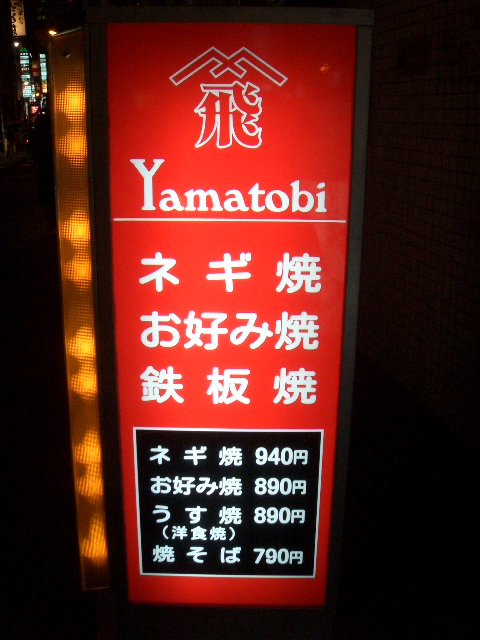 飛
Yamatobi
ネギ焼
お好み焼
鉄板焼
ネギ焼 940円
お好み焼 890円
うす焼 890円
(洋食焼)
焼そば 790円